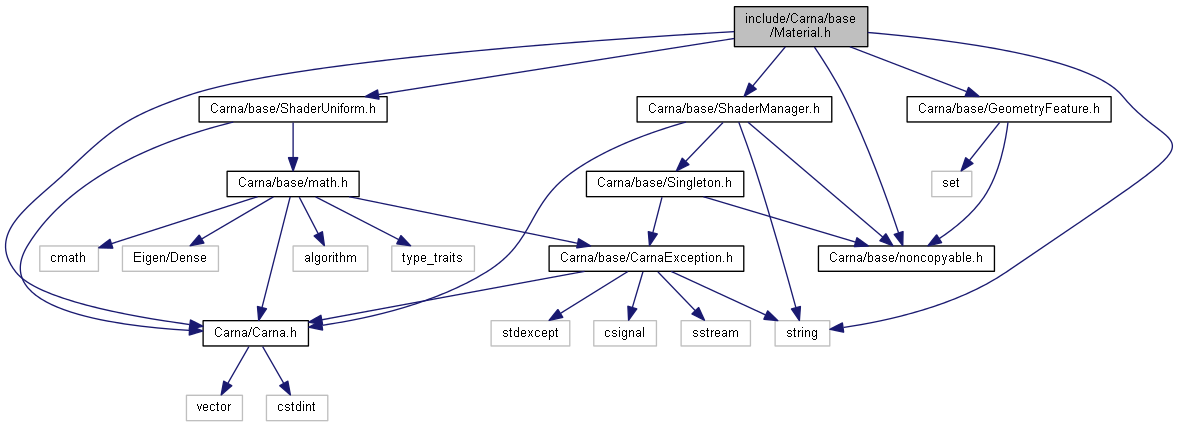 include/Carna/base
/Material.h
Carna/base/ShaderUniform.h
Carna/base/ShaderManager.h
Carna/base/GeometryFeature.h
Carna/base/math.h
Carna/base/Singleton.h
set
cmath
Eigen/Dense
algorithm
type_traits
Carna/base/CarnaException.h
Carna/base/noncopyable.h
Carna/Carna.h
stdexcept
csignal
sstream
string
vector
cstdint